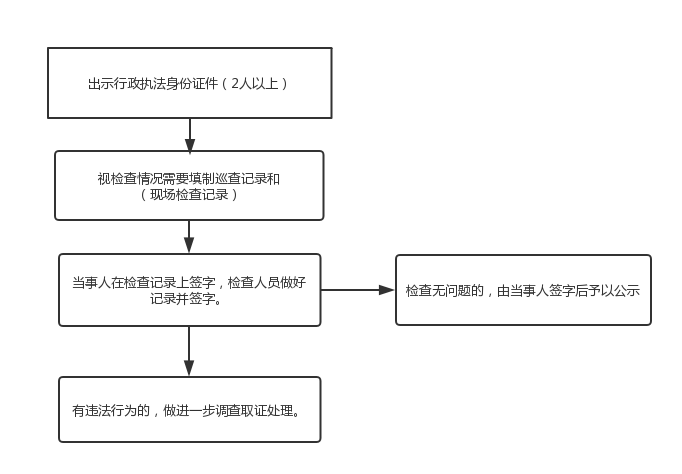 出示行政执法身份证件（2人以上）
视检查情况需要填制巡查记录和
（现场检查记录）
当事人在检查记录上签字，检查人员做好
记录并签字。
检查无问题的，由当事人签字后予以公示
有违法行为的，做进一步调查取证处理。